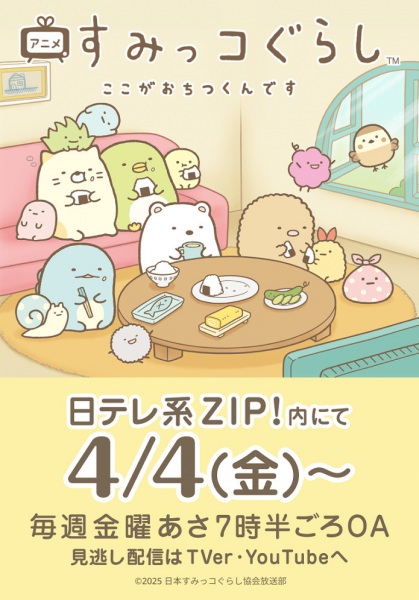 アニメ
すみっコぐらし™
ここがおちつくんです
日テレ系ZIP!内にて
4/4(金)～
毎週金曜あさ7時半ごろOA
見逃し配信はTVer・YouTubeへ
©2025 日本すみっコぐらし協会放送部